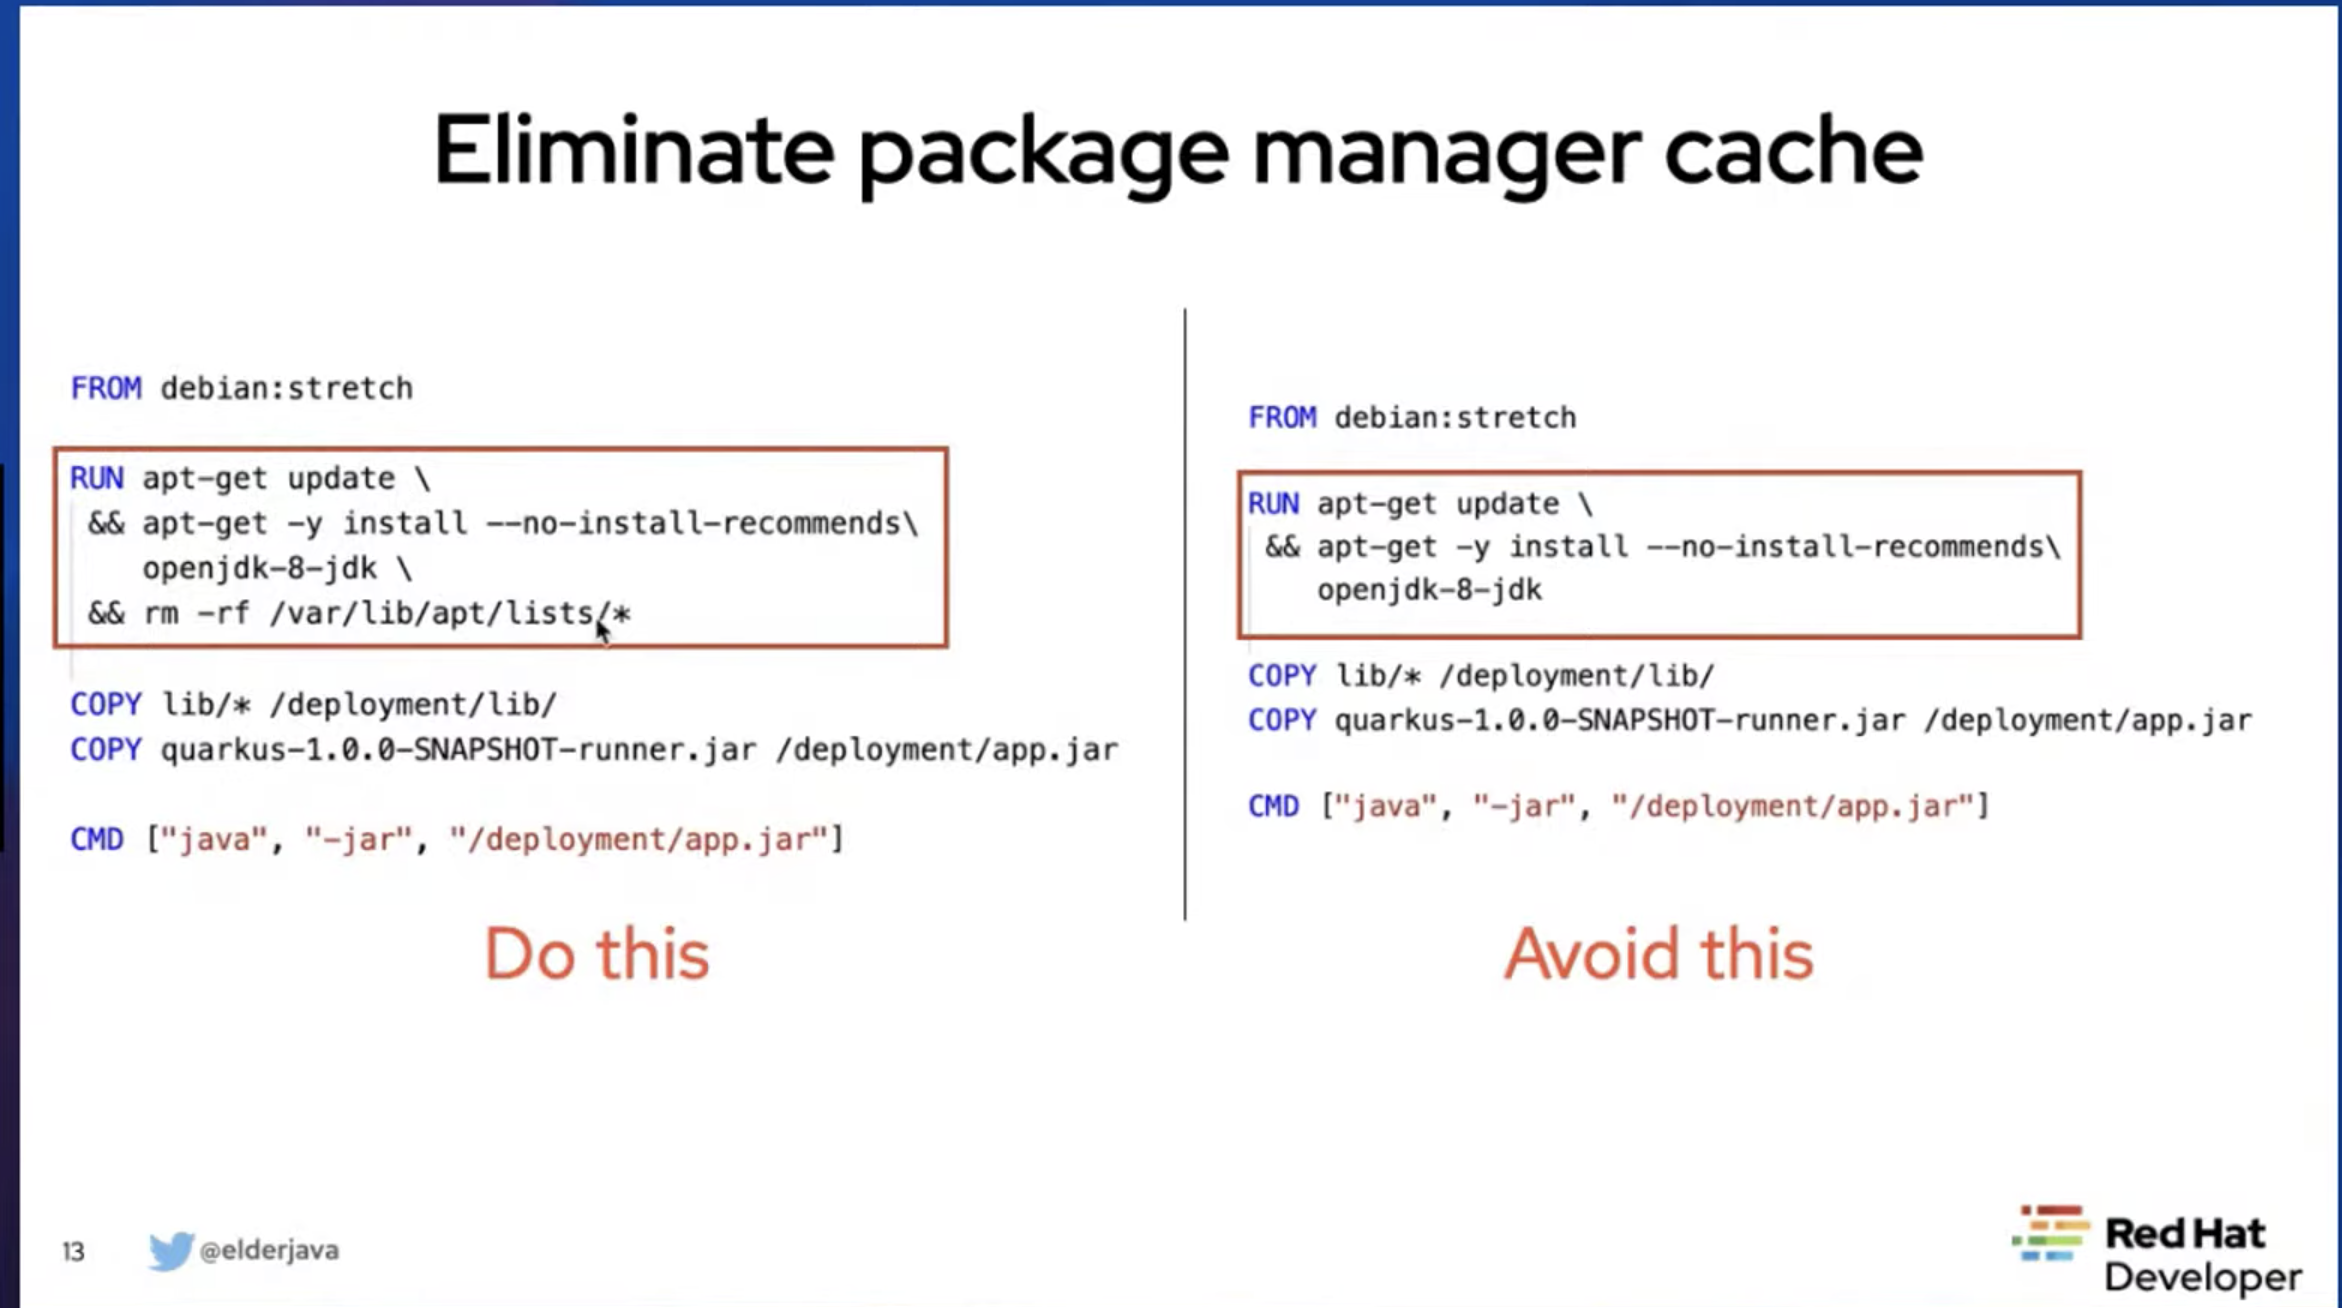 Eliminate package manager cache
FROM debian:stretch
RUN apt-get update \
&& apt-get -y install --no-install-recommends\
openjdk-8-jdk \
&& rm -rf /var/lib/apt/lists/*
COPY lib/* /deployment/lib/
COPY quarkus-1.0.0-SNAPSHOT-runner.jar /deployment/app.jar
CMD ["java", "-jar", "/deployment/app.jar"]
Do this
FROM debian:stretch
RUN apt-get update \
&& apt-get -y install --no-install-recommends\
openjdk-8-jdk
COPY lib/* /deployment/lib/
COPY quarkus-1.0.0-SNAPSHOT-runner.jar /deployment/app.jar
CMD ["java", "-jar", "/deployment/app.jar"]
Avoid this
13
@elderjava
Red Hat
Developer